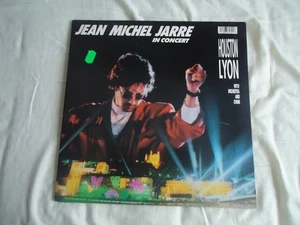 JEAN MICHEL JARRE
IN CONCERT
HOUSTON
LYON
WITH
ORCHESTRA
AND
CHOIR